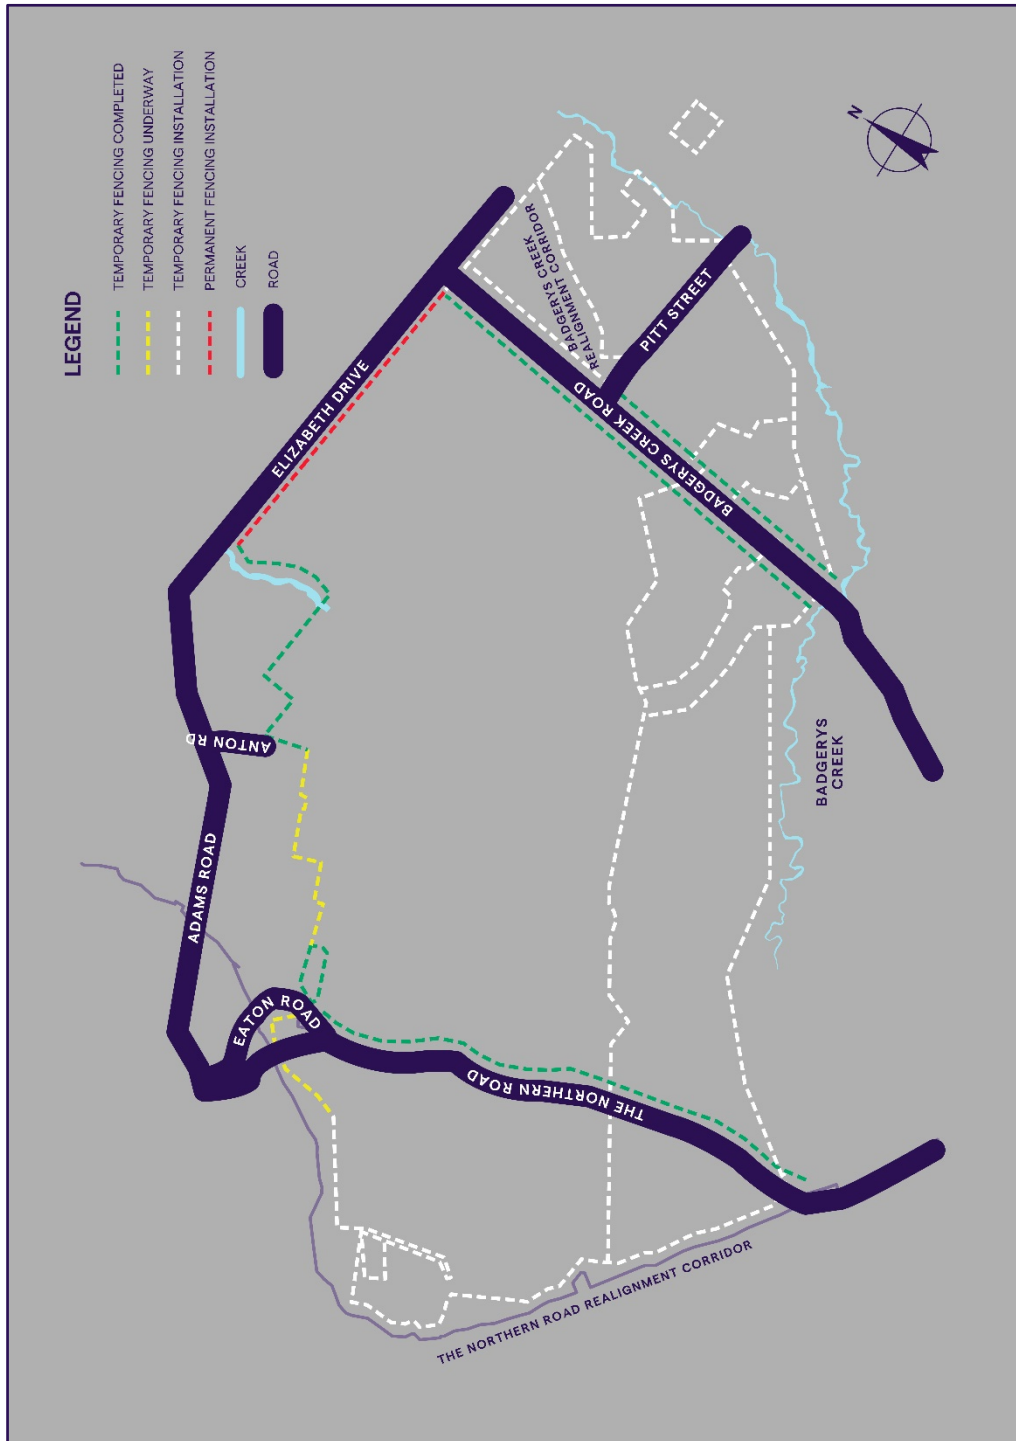 LEGEND
TEMPORARY FENCING COMPLETED
TEMPORARY FENCING UNDERWAY
TEMPORARY FENCING INSTALLATION
PERMANENT FENCING INSTALLATION
CREEK
ROAD
N
ELIZABETH DRIVE
BADGERYS CREEK
REALIGNMENT CORRIDOR
PITT STREET
BADGERYS CREEK ROAD
ANTON RD
ADAMS ROAD
BADGERYS
CREEK
EATON ROAD
THE NORTHERN ROAD
THE NORTHERN ROAD REALIGNMENT CORRIDOR